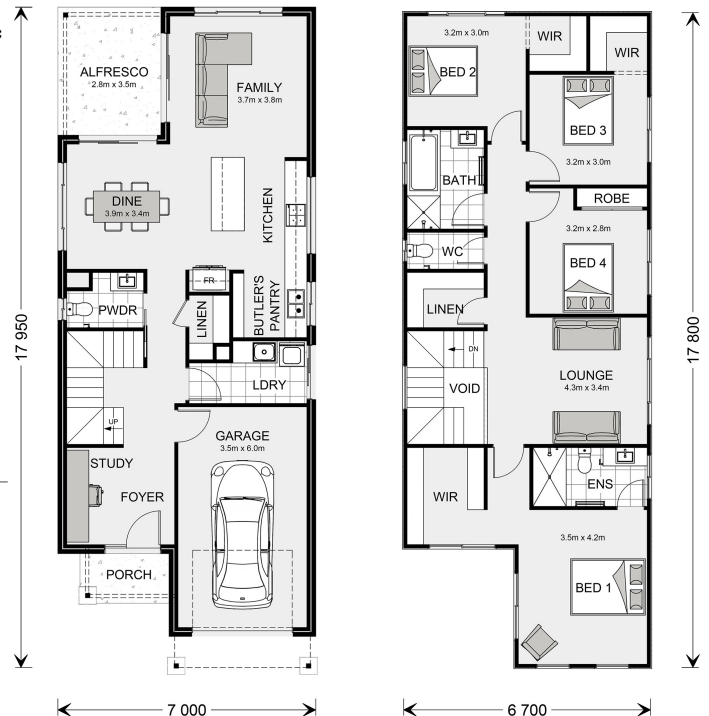 ALFRESCO
2.8m x 3.5m
FAMILY
3.7m x 3.8m
DINE
3.9m x 3.4m
KITCHEN
FR
PWDR
LINEN
BUTLER'S
PANTRY
LDRY
UP
GARAGE
3.5m x 6.0m
STUDY
FOYER
PORCH
17 950
7 000
3.2m x 3.0m
WIR
WIR
BED 2
BED 3
3.2m x 3.0m
BATH
ROBE
3.2m x 2.8m
WC
BED 4
LINEN
DN
VOID
LOUNGE
4.3m x 3.4m
ENS
WIR
3.5m x 4.2m
BED 1
17 800
6 700